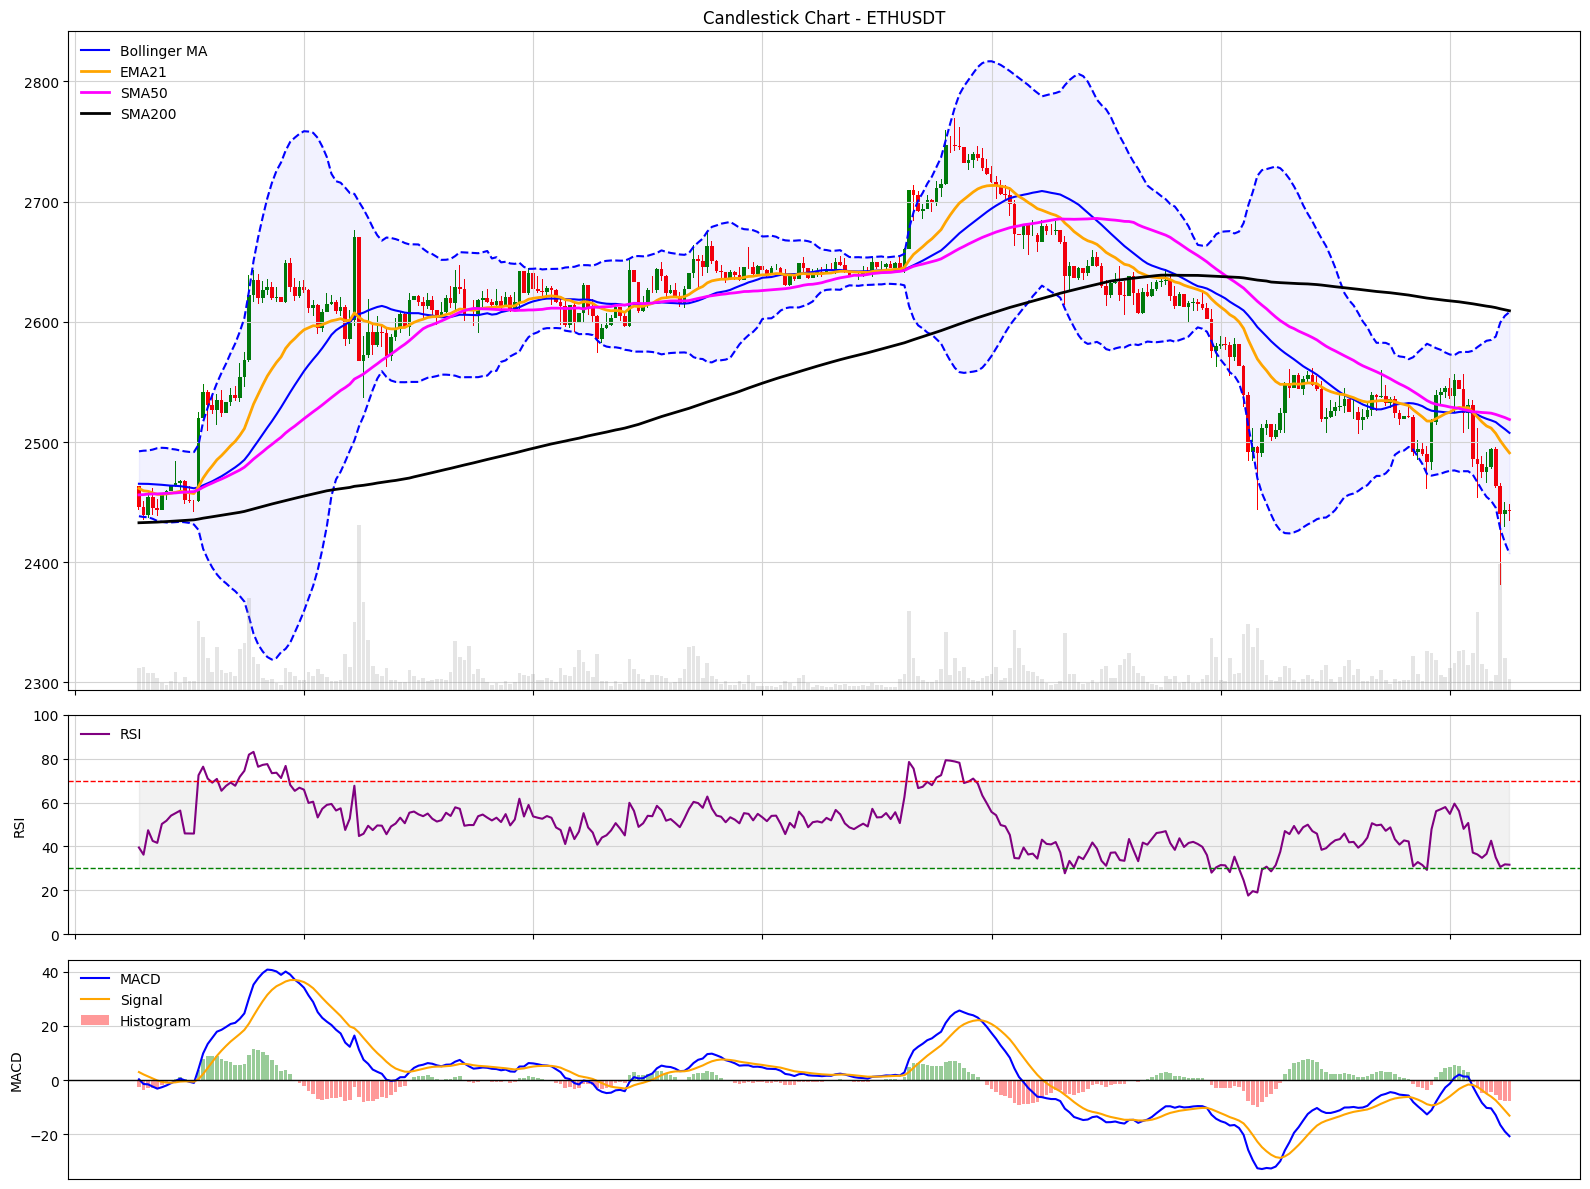 Candlestick Chart - ETHUSDT
Bollinger MA
EMA21
SMA50
SMA200
2800
2700
2600
2500
2400
2300
100
80
60
40
20
0
RSI
RSI
40
20
0
−20
MACD
MACD
Signal
Histogram